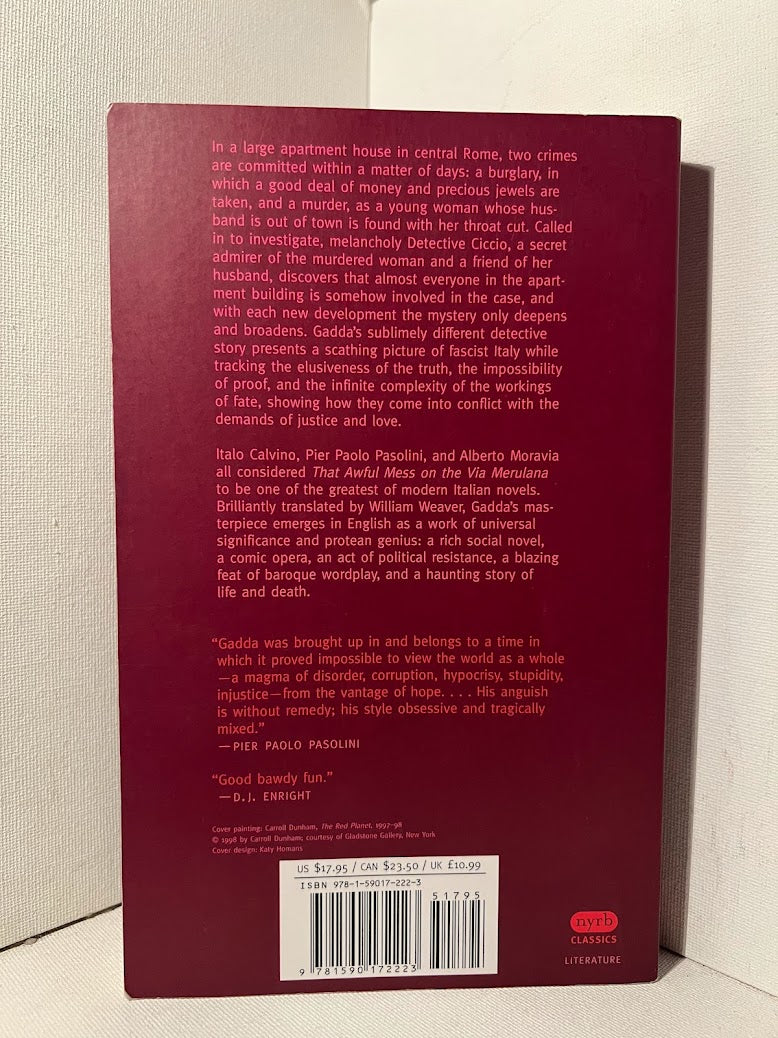 In a large apartment house in central Rome, two crimes
are committed within a matter of days: a burglary, in
which a good deal of money and precious jewels are
taken, and a murder, as a young woman whose hus-
band is out of town is found with her throat cut. Called
in to investigate, melancholy Detective Ciccio, a secret
admirer of the murdered woman and a friend of her
husband, discovers that almost everyone in the apart-
ment building is somehow involved in the case, and
with each new development the mystery only deepens
and broadens. Gadda's sublimely different detective
story presents a scathing picture of fascist Italy while
tracking the elusiveness of the truth, the impossibility
of proof, and the infinite complexity of the workings
of fate, showing how they come into conflict with the
demands of justice and love.
Italo Calvino, Pier Paolo Pasolini, and Alberto Moravia
all considered That Awful Mess on the Via Merulana
to be one of the greatest of modern Italian novels.
Brilliantly translated by William Weaver, Gadda's mas-
terpiece emerges in English as a work of universal
significance and protean genius: a rich social novel,
a comic opera, an act of political resistance, a blazing
feat of baroque wordplay, and a haunting story of
life and death.
"Gadda was brought up in and belongs to a time in
which it proved impossible to view the world as a whole
—a magma of disorder, corruption, hypocrisy, stupidity,
injustice—from the vantage of hope. . . . His anguish
is without remedy; his style obsessive and tragically
mixed."
—PIER PAOLO PASOLINI
"Good bawdy fun."
—D.J. ENRIGHT
Cover painting: Carroll Dunham, The Red Planet, 1997–98
© 1998 by Carroll Dunham; courtesy of Gladstone Gallery, New York
Cover design: Katy Homans
US $17.95 / CAN $23.50 / UK £10.99
ISBN 978-1-59017-222-3
51795
9 781590 172223
nyrb
CLASSICS
LITERATURE